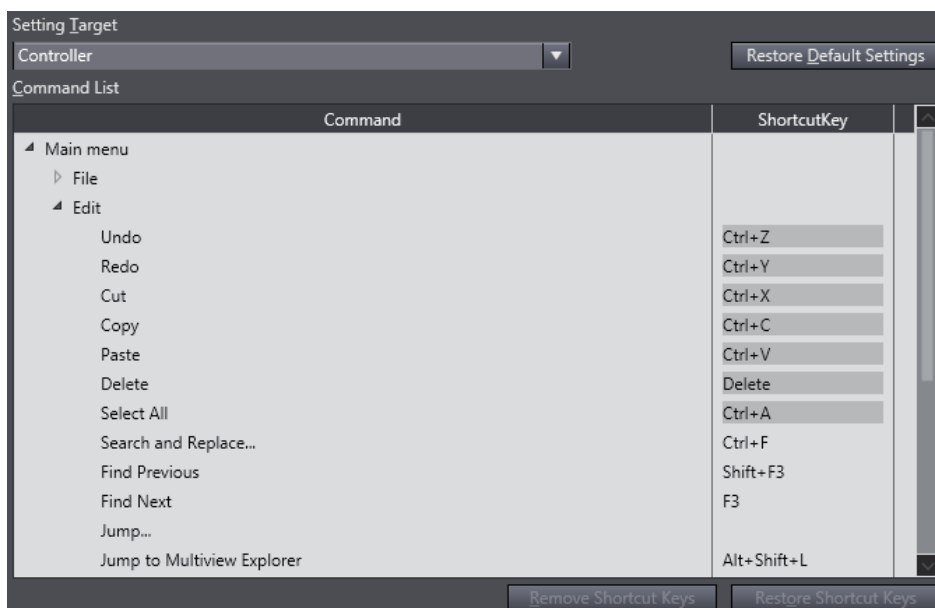 Setting Target
Controller
Restore Default Settings
Command List
Command ShortcutKey
Main menu
File
Edit
Undo Ctrl+Z
Redo Ctrl+Y
Cut Ctrl+X
Copy Ctrl+C
Paste Ctrl+V
Delete Delete
Select All Ctrl+A
Search and Replace... Ctrl+F
Find Previous Shift+F3
Find Next F3
Jump...
Jump to Multiview Explorer Alt+Shift+L
Remove Shortcut Keys Restore Shortcut Keys